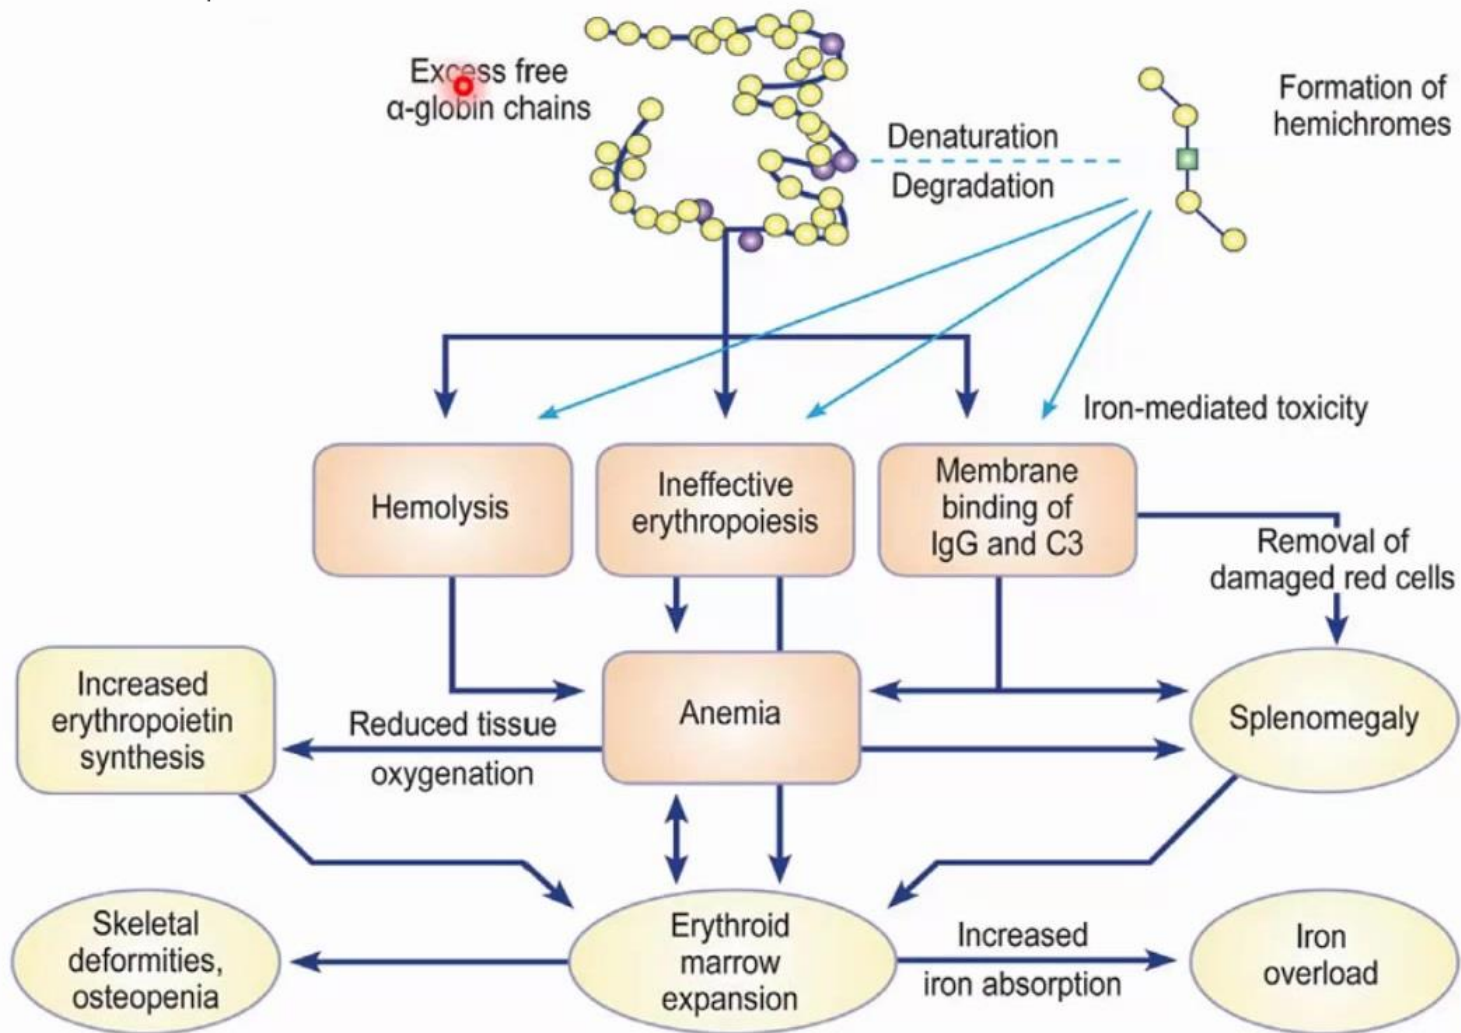 Excess free
α-globin chains
Denaturation
Degradation
Formation of
hemichromes
Iron-mediated toxicity
Hemolysis
Ineffective
erythropoiesis
Membrane
binding of
IgG and C3
Removal of
damaged red cells
Increased
erythropoietin
synthesis
Reduced tissue
oxygenation
Anemia
Splenomegaly
Skeletal
deformities,
osteopenia
Erythroid
marrow
expansion
Increased
iron absorption
Iron
overload